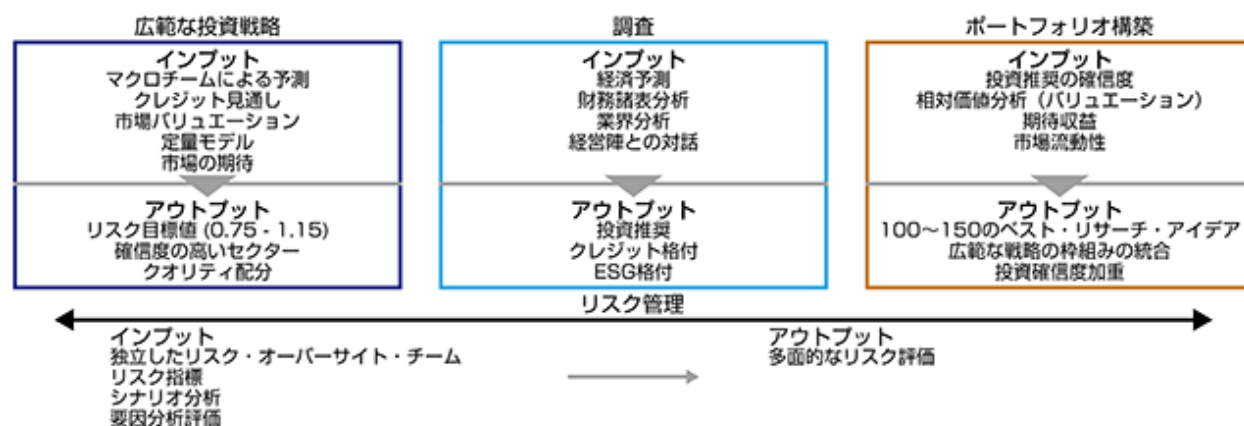 広範な投資戦略
インプット
マクロチームによる予測
クレジット見通し
市場バリュエーション
定量モデル
市場の期待
アウトプット
リスク目標値 (0.75 - 1.15)
確信度の高いセクター
クオリティ配分
調査
インプット
経済予測
財務諸表分析
業界分析
経営陣との対話
アウトプット
投資推奨
クレジット格付
ESG格付
ポートフォリオ構築
インプット
投資推奨の確信度
相対価値分析（バリュエーション）
期待収益
市場流動性
アウトプット
100～150のベスト・リサーチ・アイデア
広範な戦略の枠組みの統合
投資確信度加重
リスク管理
インプット
独立したリスク・オーバーサイト・チーム
リスク指標
シナリオ分析
要因分析評価
アウトプット
多面的なリスク評価